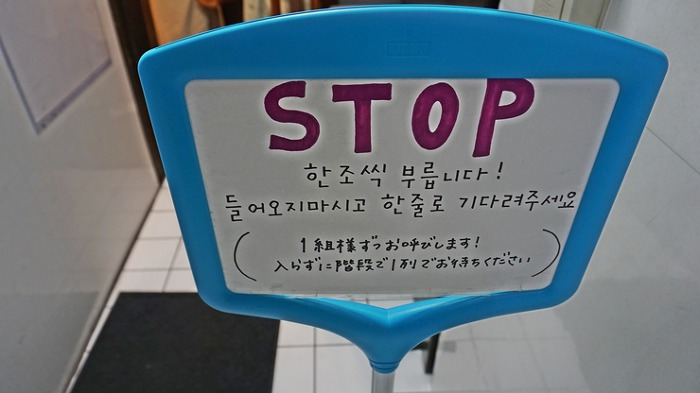 STOP
한조씩 부릅니다!
들어오지마시고 한줄로 기다려주세요
(1組様ずつお呼びします!
入らずに階段で1列でお待ちください)